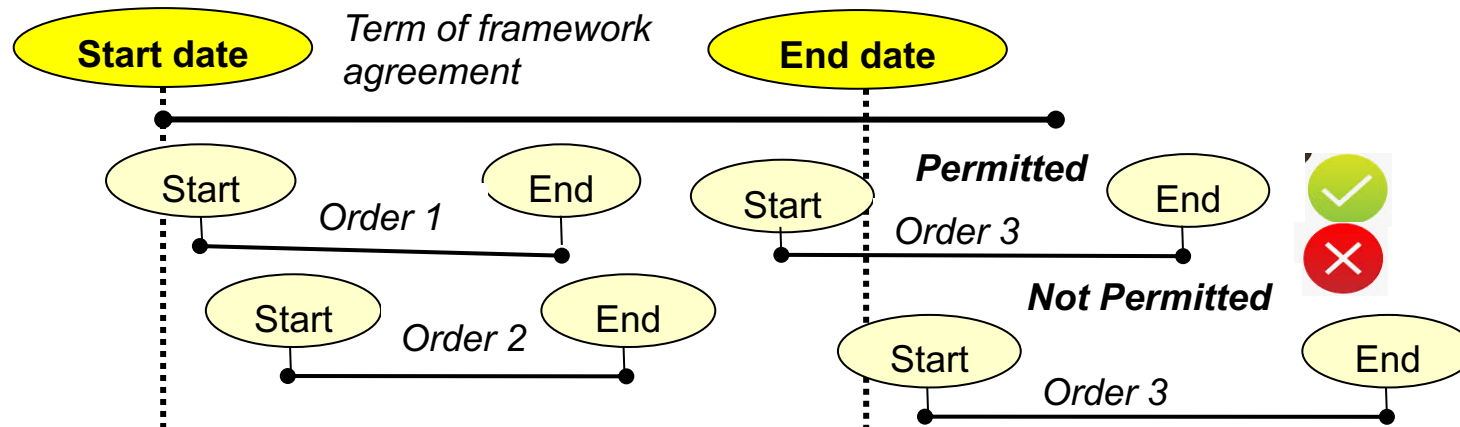 Start date
Term of framework
agreement
End date
Start
End
Order 1
Start
Permitted
End
Order 3
Start
End
Order 2
Not Permitted
Start
End
Order 3